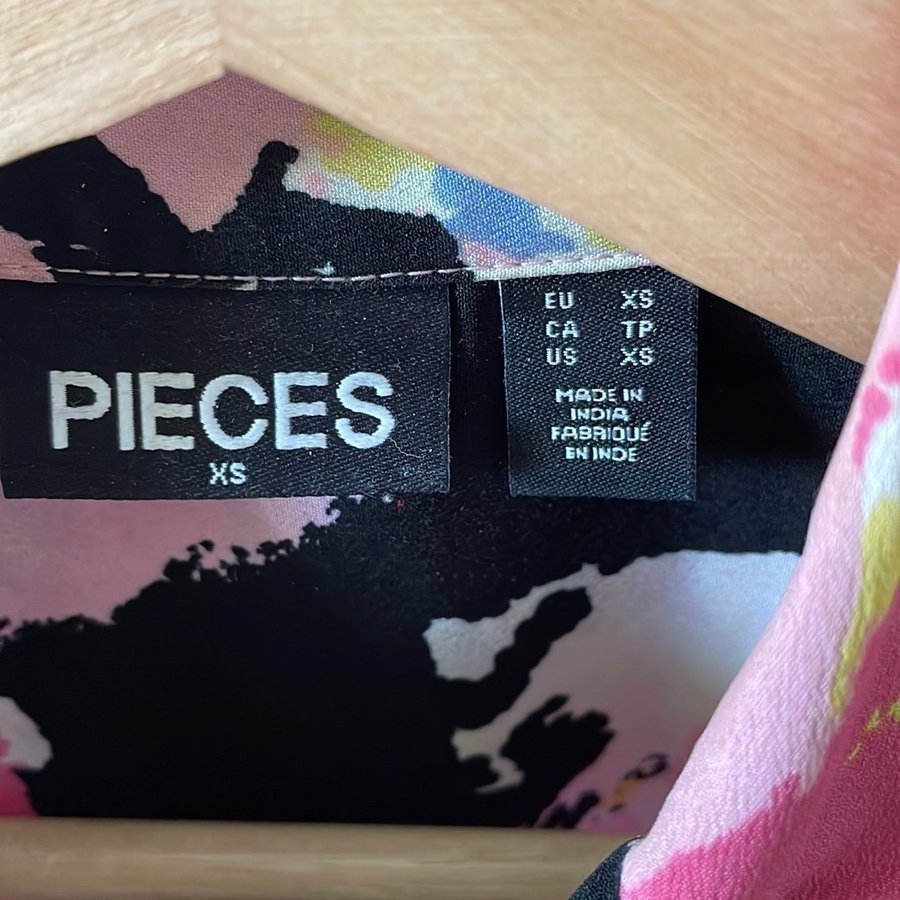 PIECES
XS
EU XS
CA TP
US XS
MADE IN
INDIA
FABRIQUÉ
EN INDE